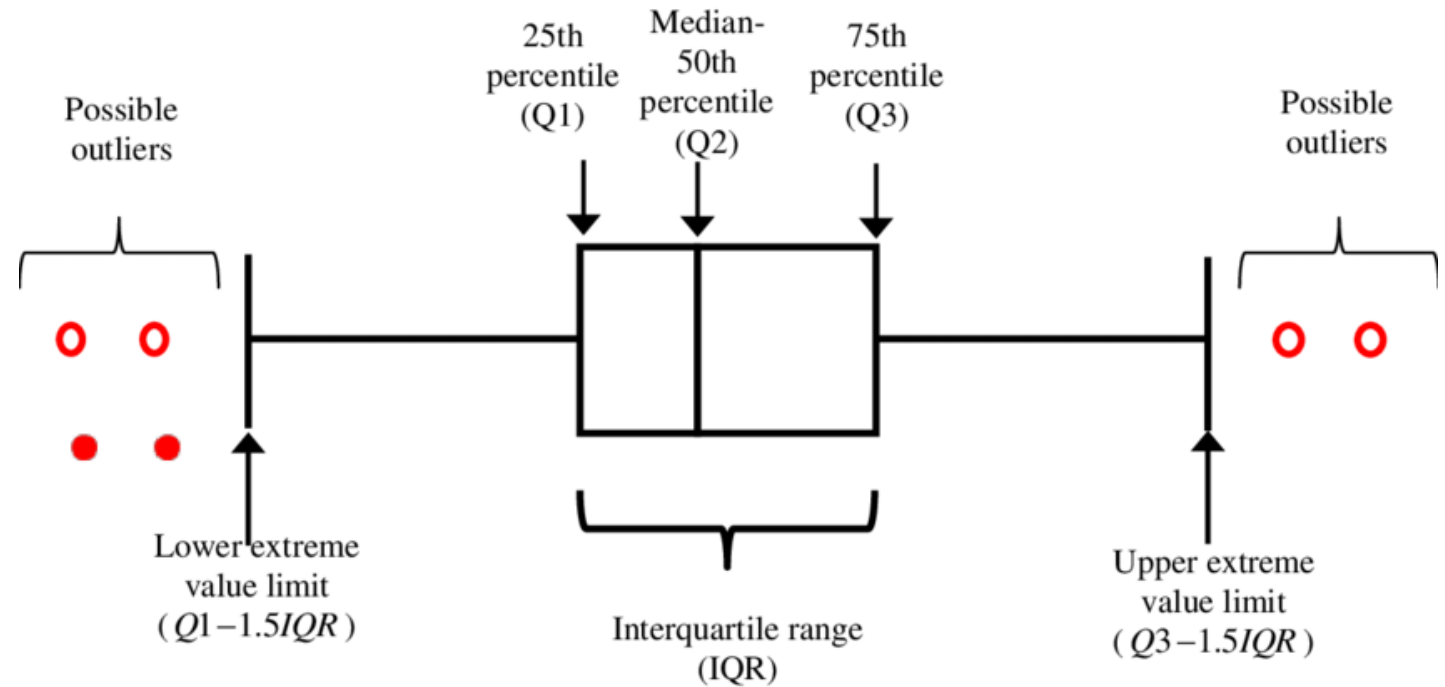 Possible
outliers
25th
percentile
(Q1)
Median-
50th
percentile
(Q2)
75th
percentile
(Q3)
Possible
outliers
Lower extreme
value limit
(Q1−1.5IQR)
Interquartile range
(IQR)
Upper extreme
value limit
(Q3−1.5IQR)